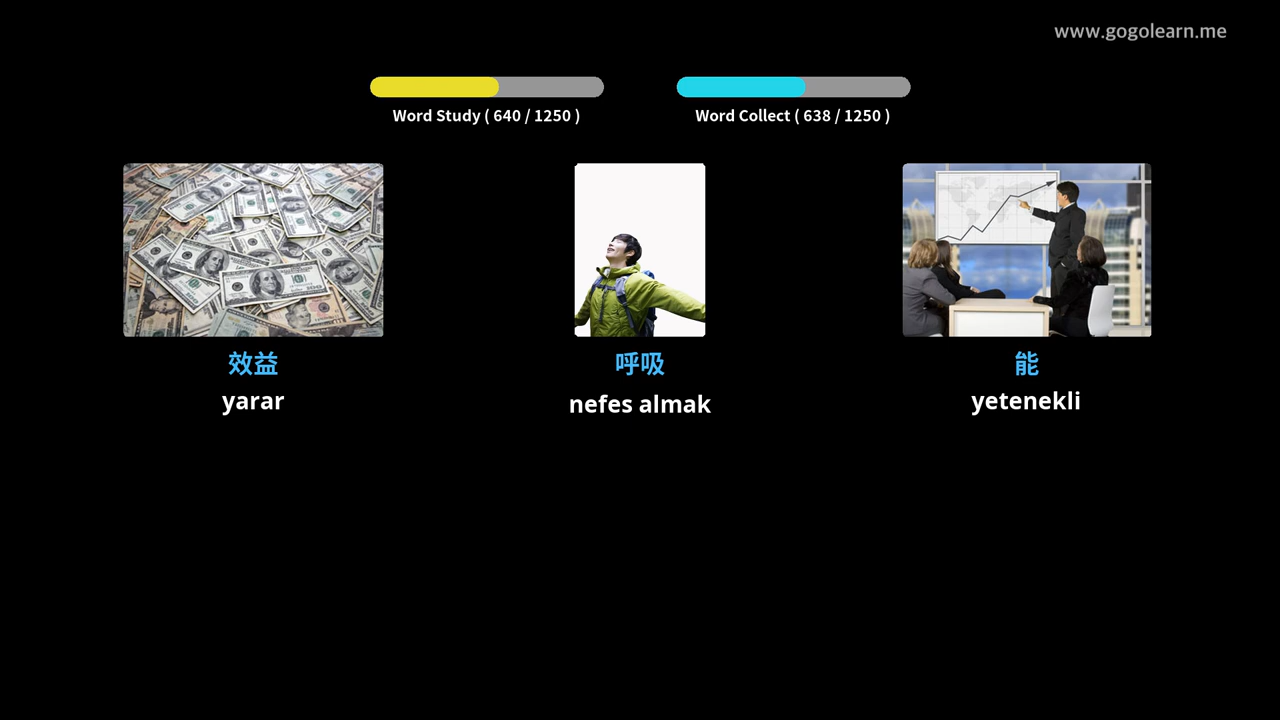 www.gogolearn.me
Word Study ( 640 / 1250 )
Word Collect ( 638 / 1250 )
效益
呼吸
能
yarar
nefes almak
yetenekli